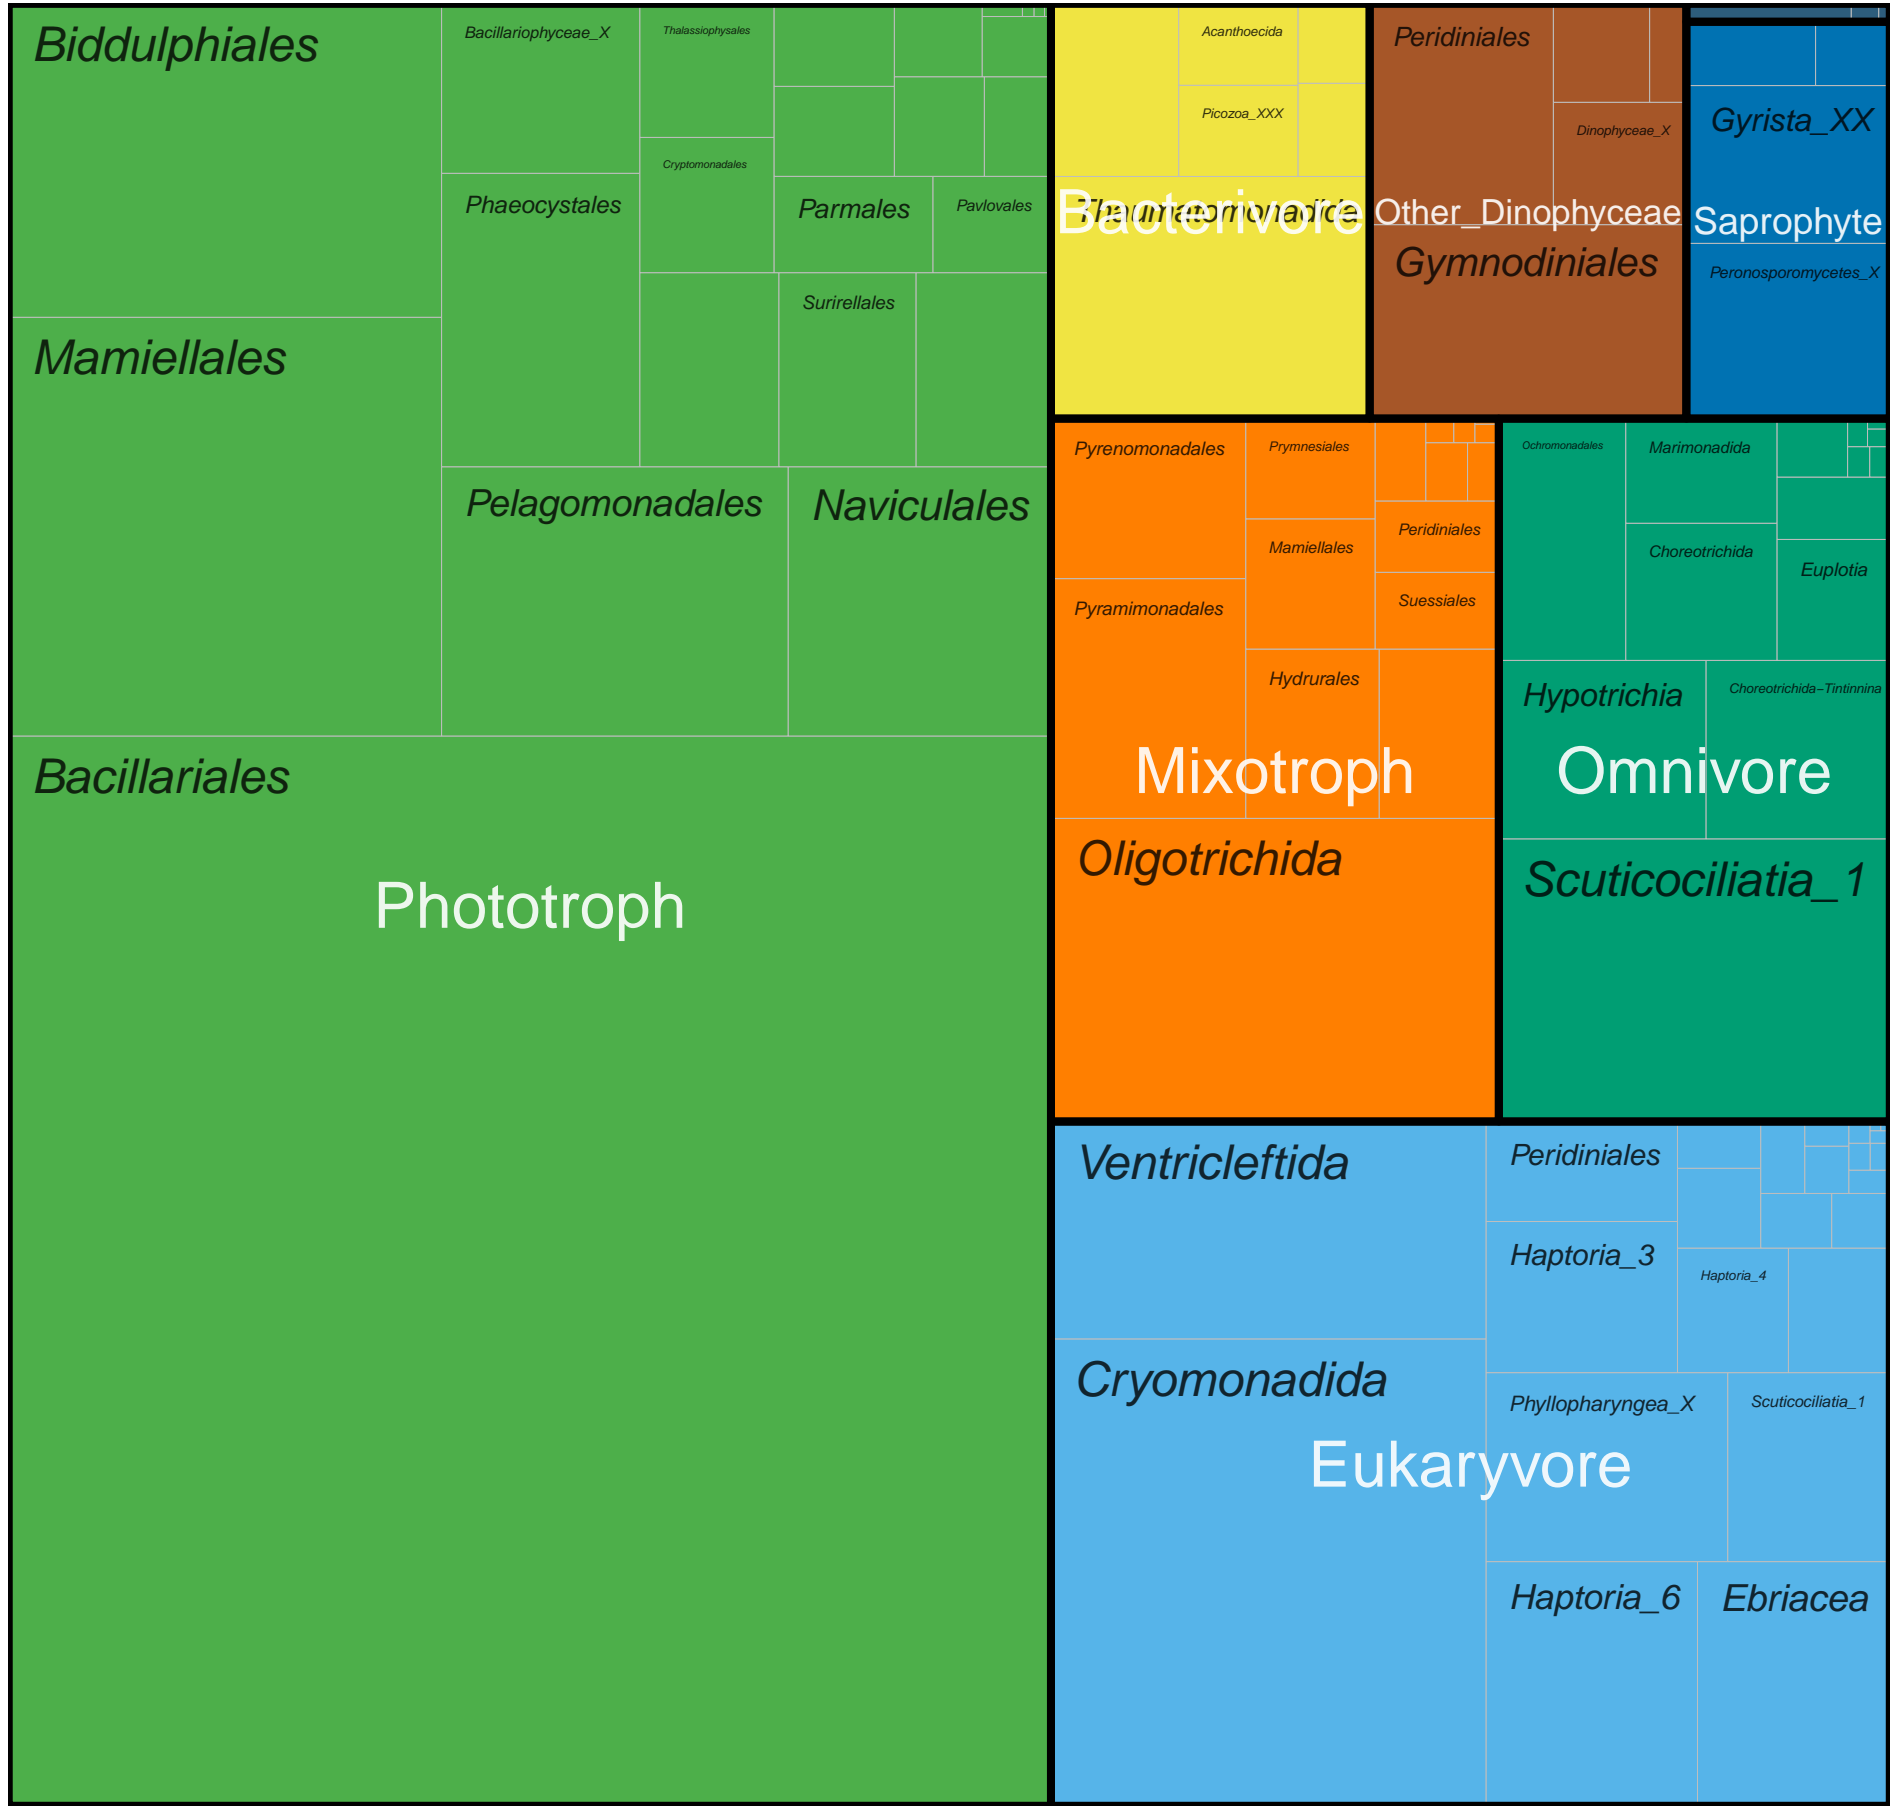 Biddulphiales
Bacillariophyceae_X
Thalassiophysales
Cryptomonadales
Phaeocystales
Parmales
Pavlovales
Surirellales
Mamiellales
Pelagomonadales
Naviculales
Bacillariales
Phototroph
Acanthoecida
Picozoa_XXX
Thaumatomonadida
Bacterivore
Peridiniales
Dinophyceae_X
Other_Dinophyceae
Gymnodiniales
Gyrista_XX
Saprophyte
Peronosporomycetes_X
Pyrenomonadales
Prymnesiales
Mamiellales
Peridiniales
Suessiales
Pyramimonadales
Hydrurales
Mixotroph
Oligotrichida
Ochromonadales
Marimonadida
Choreotrichida
Euplotia
Hypotrichia
Choreotrichida–Tintinnina
Omnivore
Scuticociliatia_1
Ventricleftida
Peridiniales
Haptoria_3
Haptoria_4
Cryomonadida
Phyllopharyngea_X
Scuticociliatia_1
Eukaryvore
Haptoria_6
Ebriacea